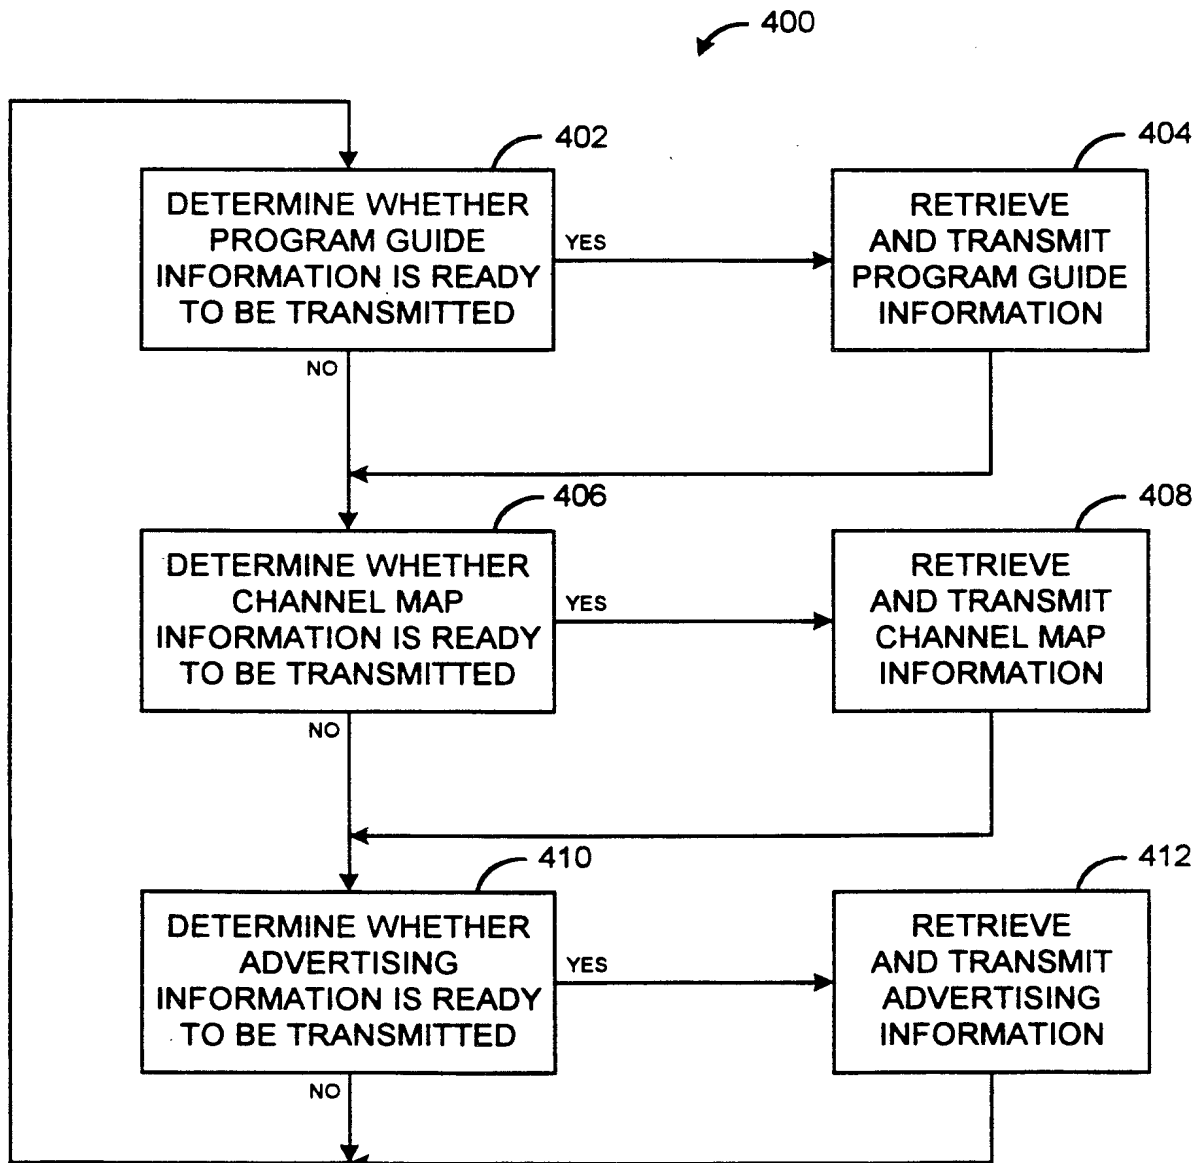 400
402
DETERMINE WHETHER
PROGRAM GUIDE
INFORMATION IS READY
TO BE TRANSMITTED
YES
NO
404
RETRIEVE
AND TRANSMIT
PROGRAM GUIDE
INFORMATION
406
DETERMINE WHETHER
CHANNEL MAP
INFORMATION IS READY
TO BE TRANSMITTED
YES
NO
408
RETRIEVE
AND TRANSMIT
CHANNEL MAP
INFORMATION
410
DETERMINE WHETHER
ADVERTISING
INFORMATION IS READY
TO BE TRANSMITTED
YES
NO
412
RETRIEVE
AND TRANSMIT
ADVERTISING
INFORMATION